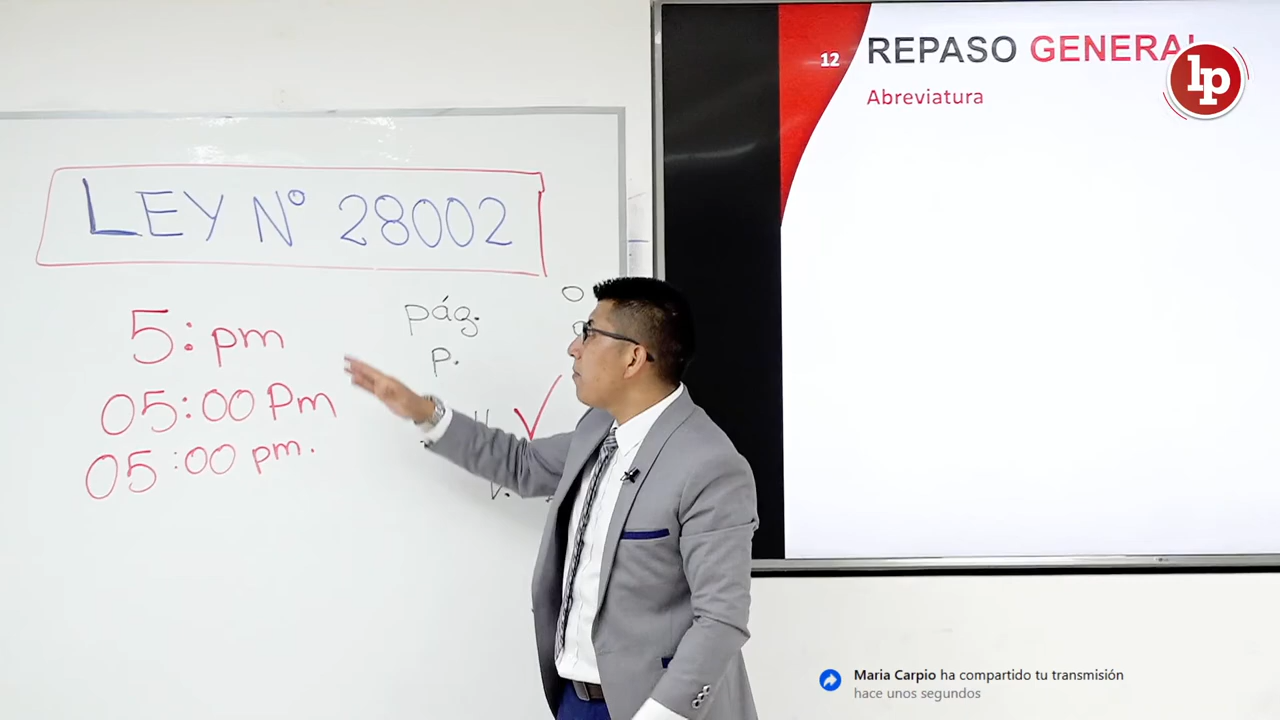 LEY N° 28002
5: pm
05:00 Pm
05:00 pm.
pág.
p.
12
REPASO GENERAL
Abreviatura
lp
Maria Carpio ha compartido tu transmisión
hace unos segundos